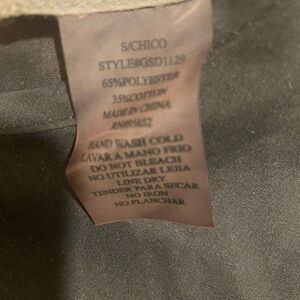 S/CHICO
STYLE#GSD1129
65%POLYESTER
35%COTTON
MADE IN CHINA
HAND WASH COLD
LAVAR A MANO FRIO
DO NOT BLEACH
NO UTILIZAR LEJIA
LINE DRY
TENDER PARA SECAR
NO IRON
NO PLANCHAR